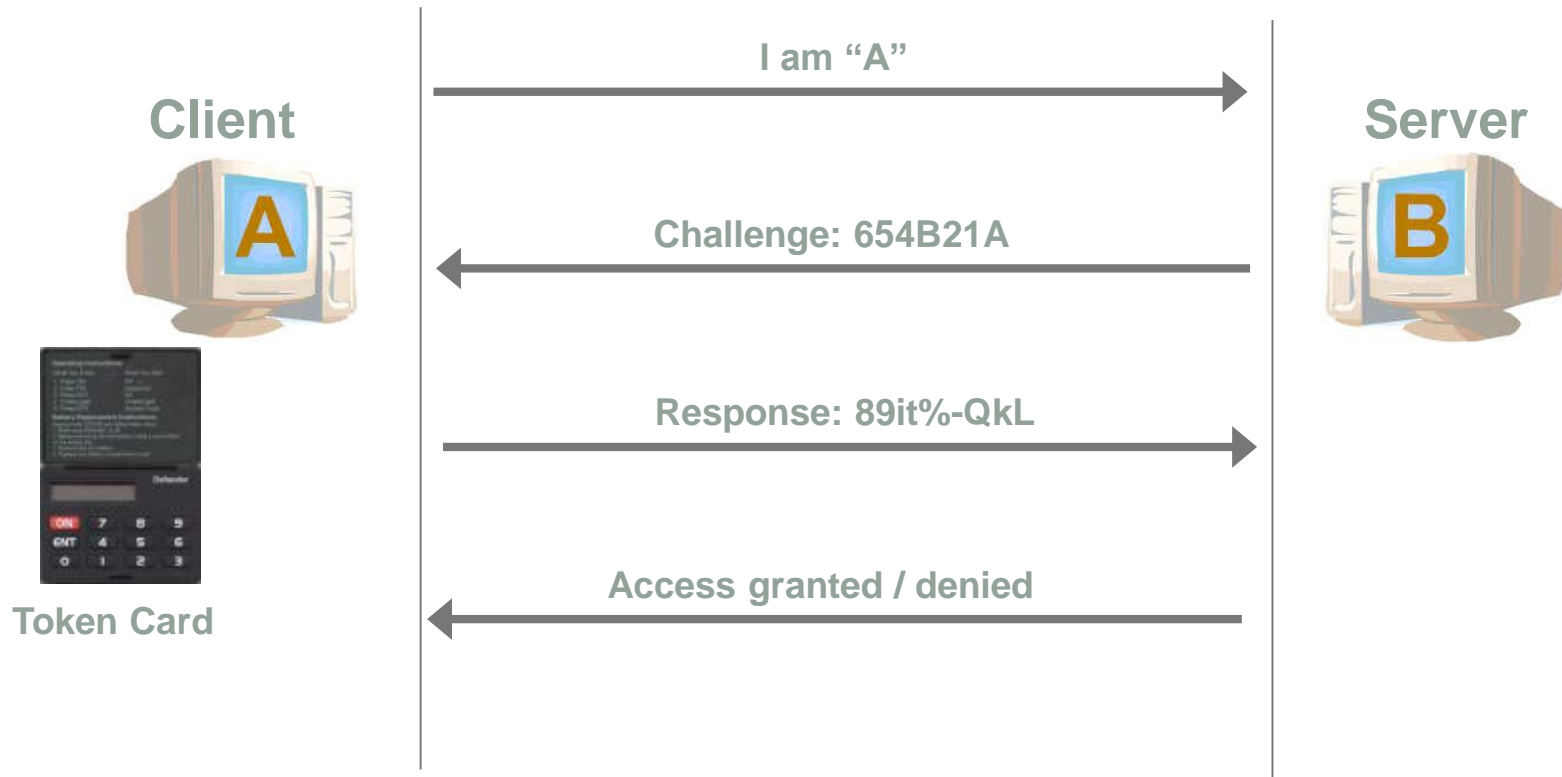 I am “A”
Client
Server
A
B
Challenge: 654B21A
Response: 89it%-QkL
Defender
ON 7 8 9
ENT 4 5 6
0 1 2 3
Access granted / denied
Token Card